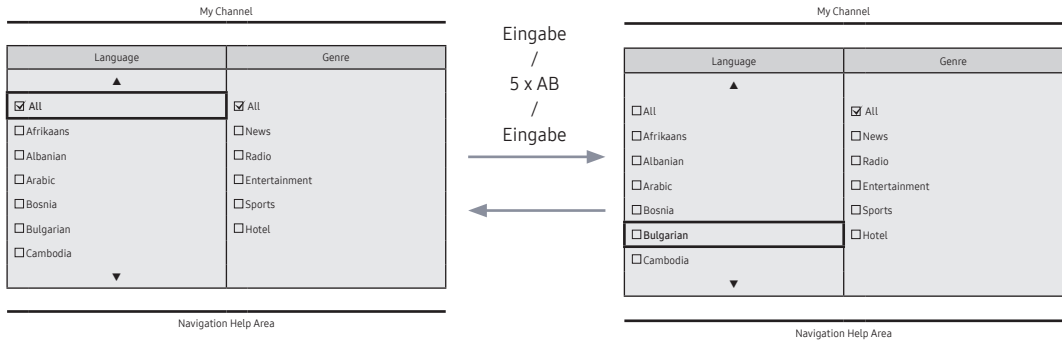 My Channel
Language Genre
▲
☑ All ☑ All
☐ Afrikaans ☐ News
☐ Albanian ☐ Radio
☐ Arabic ☐ Entertainment
☐ Bosnia ☐ Sports
☐ Bulgarian ☐ Hotel
☐ Cambodia
▼
Navigation Help Area
Eingabe
/
5 x AB
/
Eingabe
My Channel
Language Genre
▲
☐ All ☑ All
☐ Afrikaans ☐ News
☐ Albanian ☐ Radio
☐ Arabic ☐ Entertainment
☐ Bosnia ☐ Sports
☐ Bulgarian ☐ Hotel
☐ Cambodia
▼
Navigation Help Area